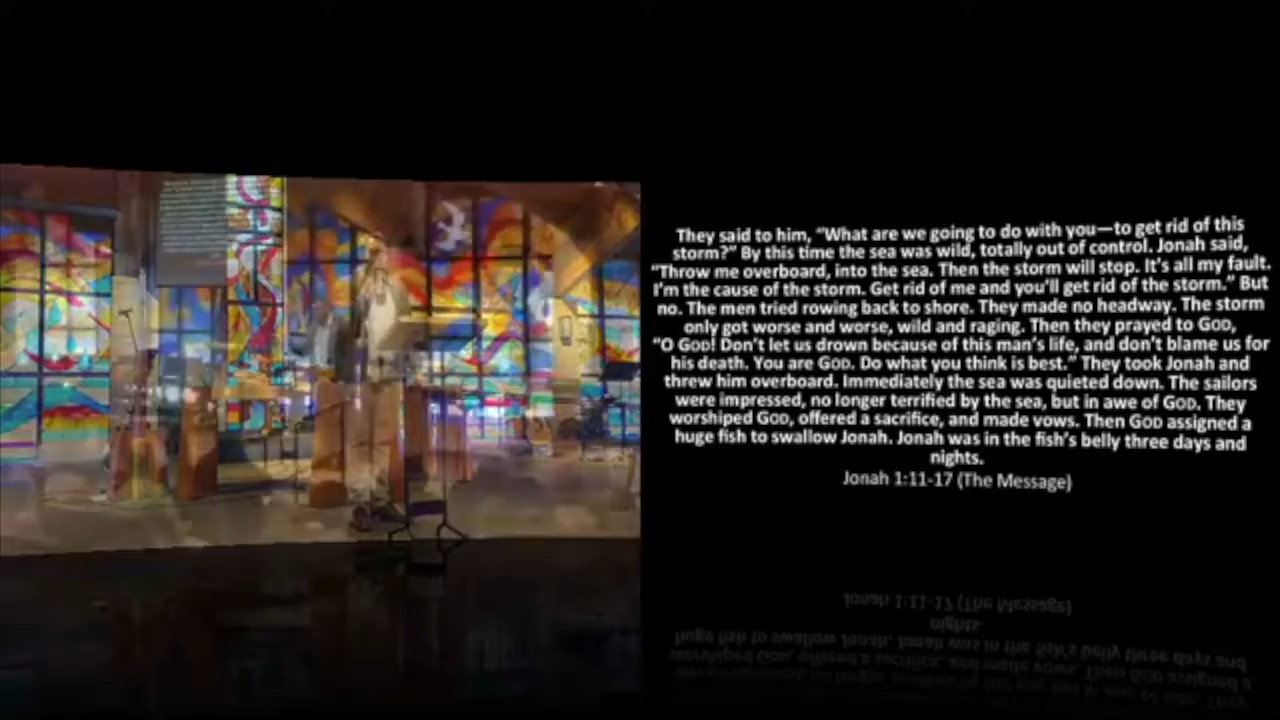 They said to him, “What are we going to do with you—to get rid of this
storm?” By this time the sea was wild, totally out of control. Jonah said,
“Throw me overboard, into the sea. Then the storm will stop. It’s all my fault.
I’m the cause of the storm. Get rid of me and you’ll get rid of the storm.” But
no. The men tried rowing back to shore. They made no headway. The storm
only got worse and worse, wild and raging. Then they prayed to GOD,
“O GOD! Don’t let us drown because of this man’s life, and don’t blame us for
his death. You are GOD. Do what you think is best.” They took Jonah and
threw him overboard. Immediately the sea was quieted down. The sailors
were impressed, no longer terrified by the sea, but in awe of GOD. They
worshiped GOD, offered a sacrifice, and made vows. Then GOD assigned a
huge fish to swallow Jonah. Jonah was in the fish’s belly three days and
nights.
Jonah 1:11-17 (The Message)